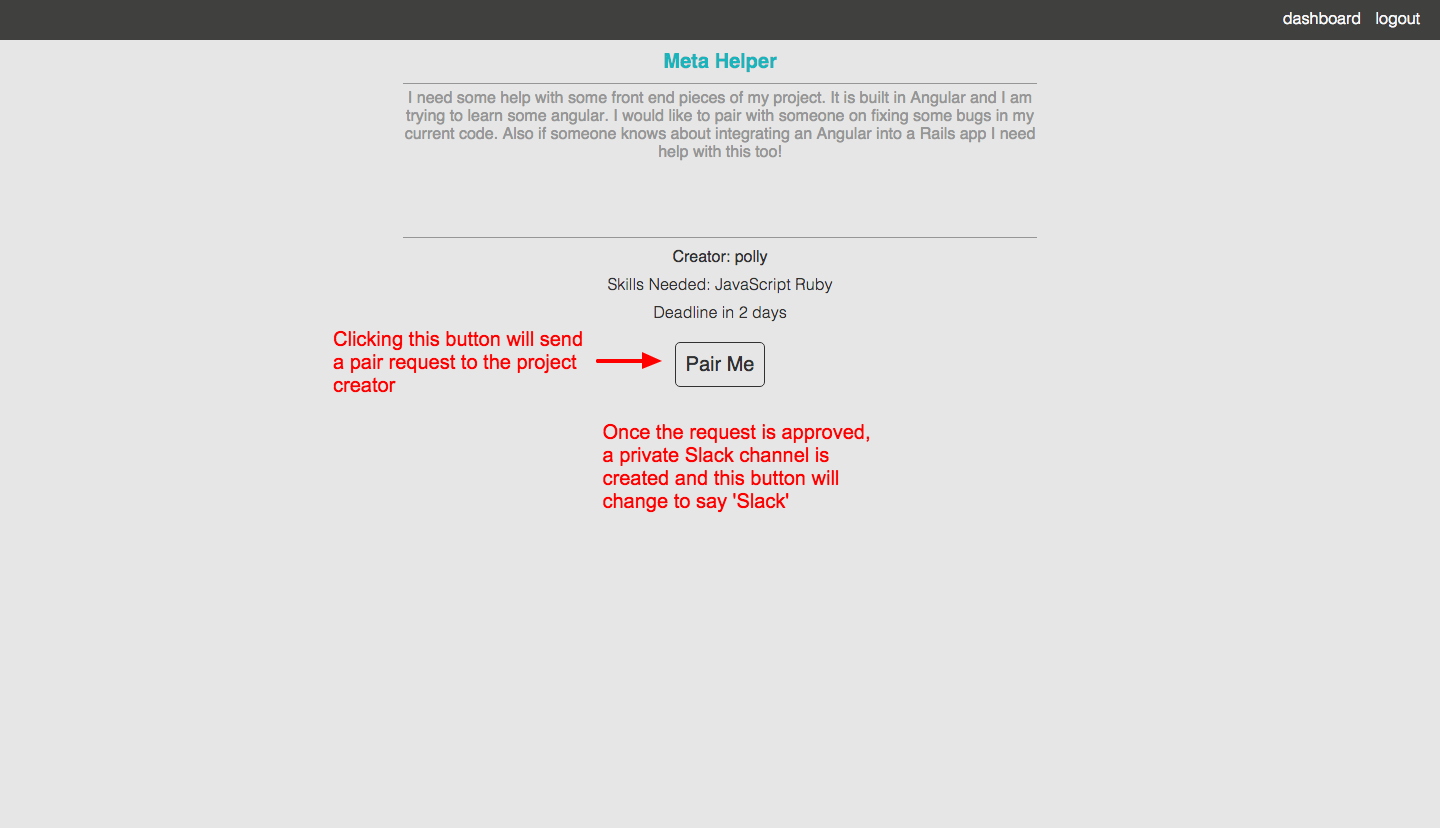 dashboard logout
Meta Helper
I need some help with some front end pieces of my project. It is built in Angular and I am
trying to learn some angular. I would like to pair with someone on fixing some bugs in my
current code. Also if someone knows about integrating an Angular into a Rails app I need
help with this too!
Creator: polly
Skills Needed: JavaScript Ruby
Deadline in 2 days
Clicking this button will send
a pair request to the project
creator
Pair Me
Once the request is approved,
a private Slack channel is
created and this button will
change to say 'Slack'